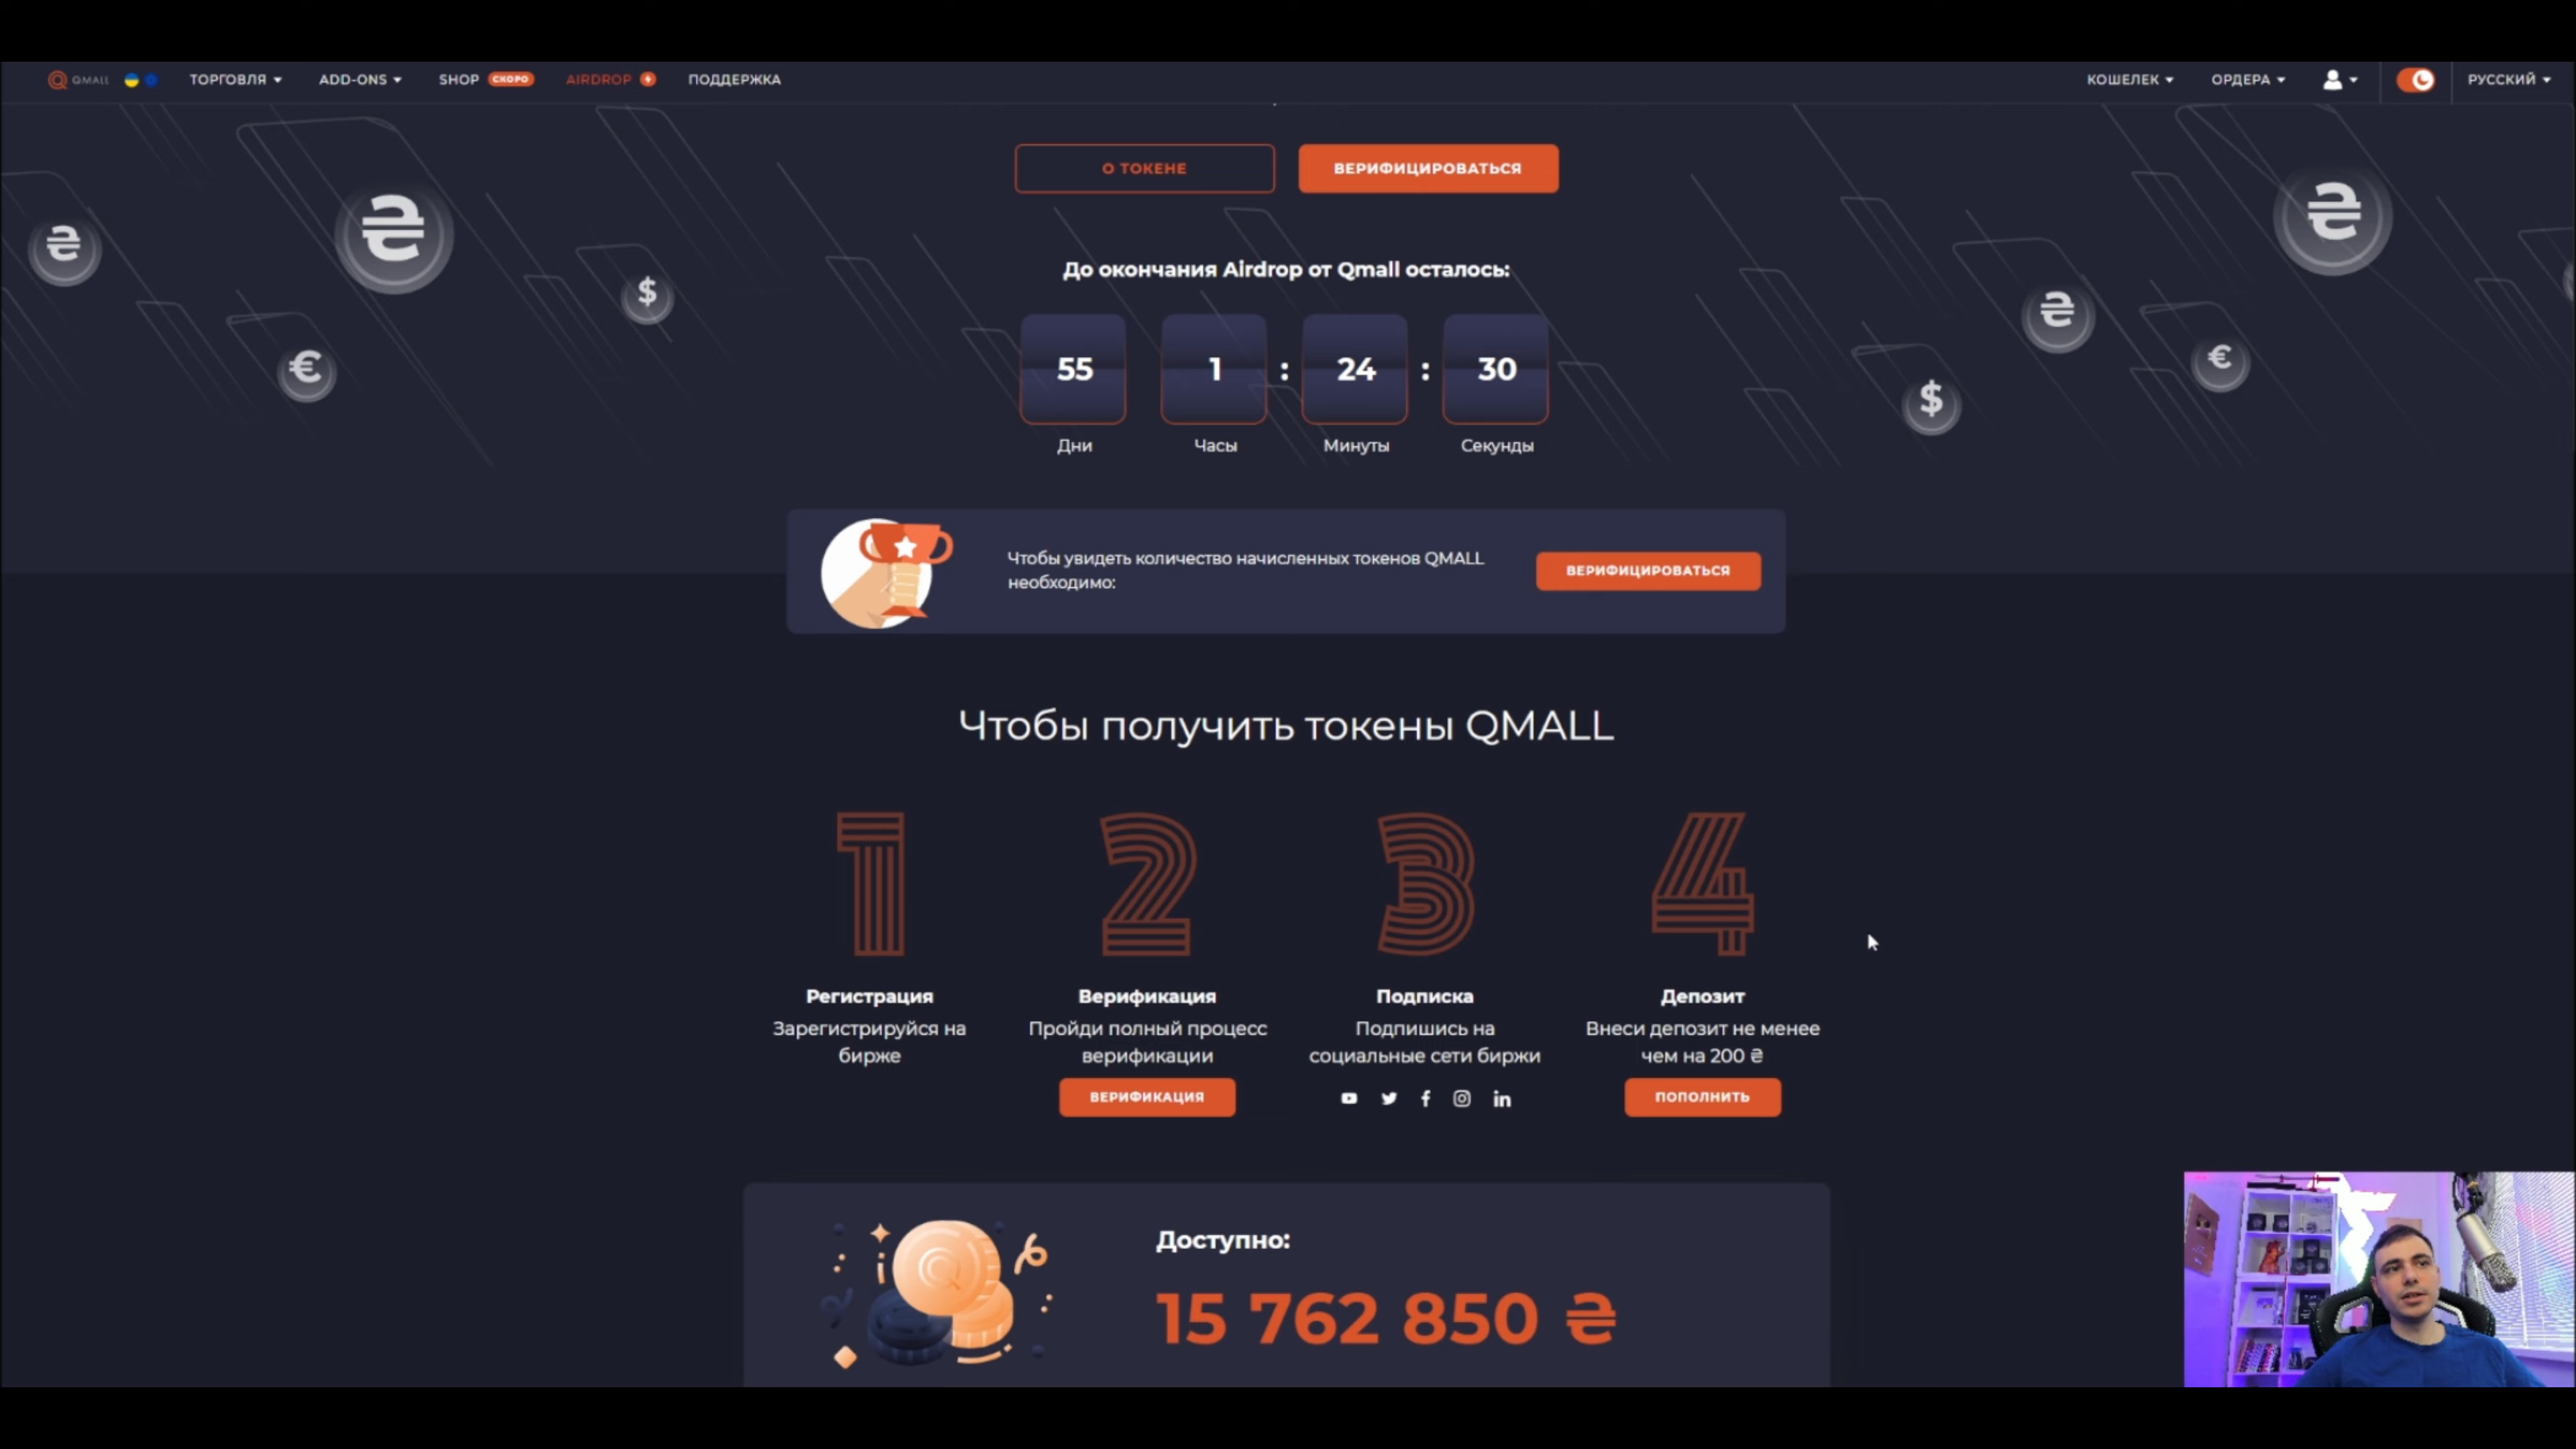 QMALL ТОРГОВЛЯ ADD-ONS SHOP СКОРО AIRDROP ПОДДЕРЖКА КОШЕЛЕК ОРДЕРА РУССКИЙ
О ТОКЕНЕ ВЕРИФИЦИРОВАТЬСЯ
До окончания Airdrop от Qmall осталось:
55 1 : 24 : 30
Дни Часы Минуты Секунды
Чтобы увидеть количество начисленных токенов QMALL
необходимо:
ВЕРИФИЦИРОВАТЬСЯ
Чтобы получить токены QMALL
1 2 3 4
Регистрация
Зарегистрируйся на
бирже
Верификация
Пройди полный процесс
верификации
ВЕРИФИКАЦИЯ
Подписка
Подпишись на
социальные сети биржи
Депозит
Внеси депозит не менее
чем на 200 ₴
ПОПОЛНИТЬ
Доступно:
15 762 850 ₴